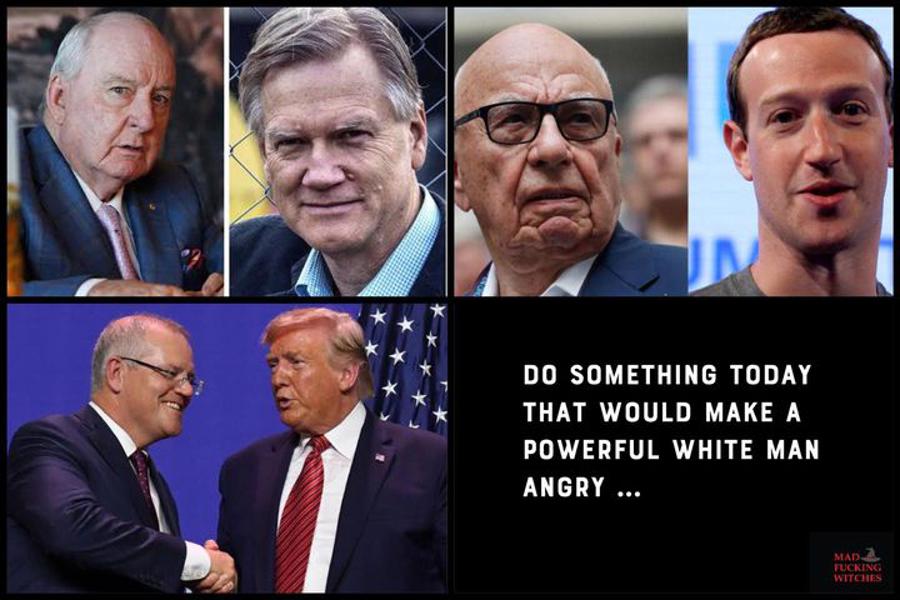 DO SOMETHING TODAY
THAT WOULD MAKE A
POWERFUL WHITE MAN
ANGRY ...
MAD
FUCKING
WITCHES